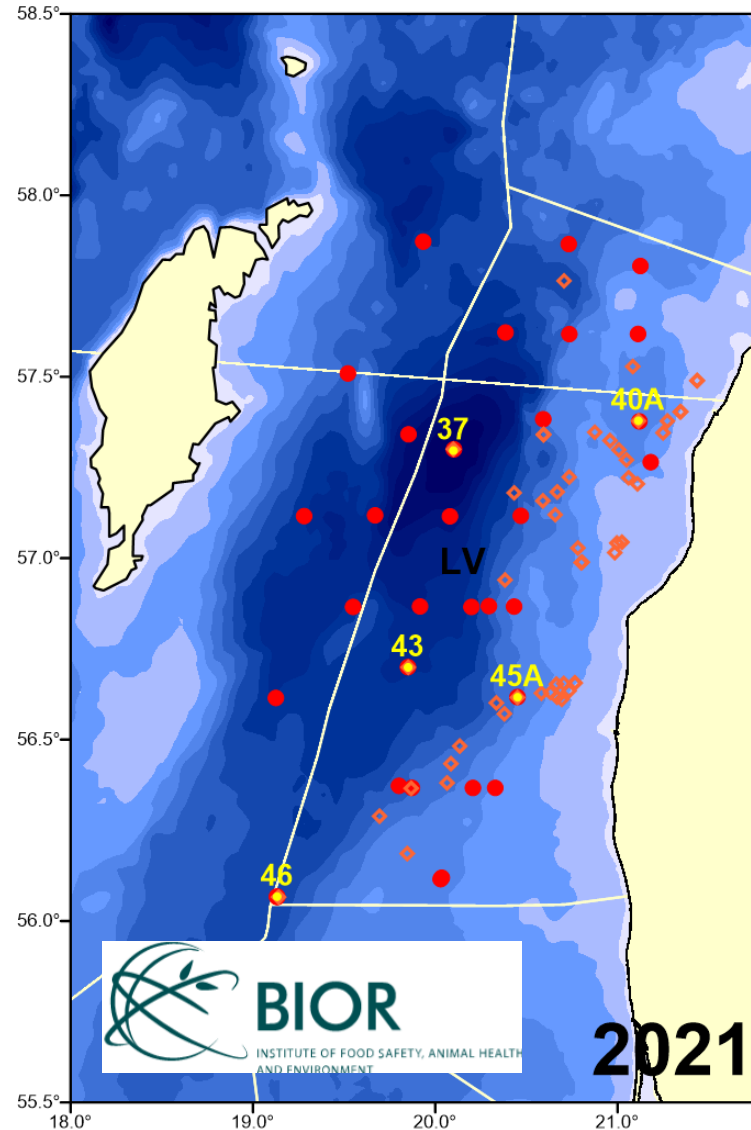 58.5°
58.0°
57.5°
40A
37
57.0°
LV
43
45A
56.5°
46
56.0°
BIOR
INSTITUTE OF FOOD SAFETY, ANIMAL HEALTH
AND ENVIRONMENT
2021
55.5°
18.0° 19.0° 20.0° 21.0°